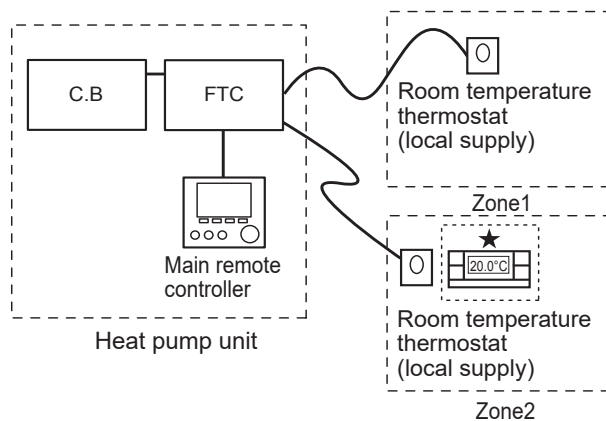 C.B
FTC
Main remote
controller
Heat pump unit
Room temperature
thermostat
(local supply)
Zone1
20.0°C
Room temperature
thermostat
(local supply)
Zone2